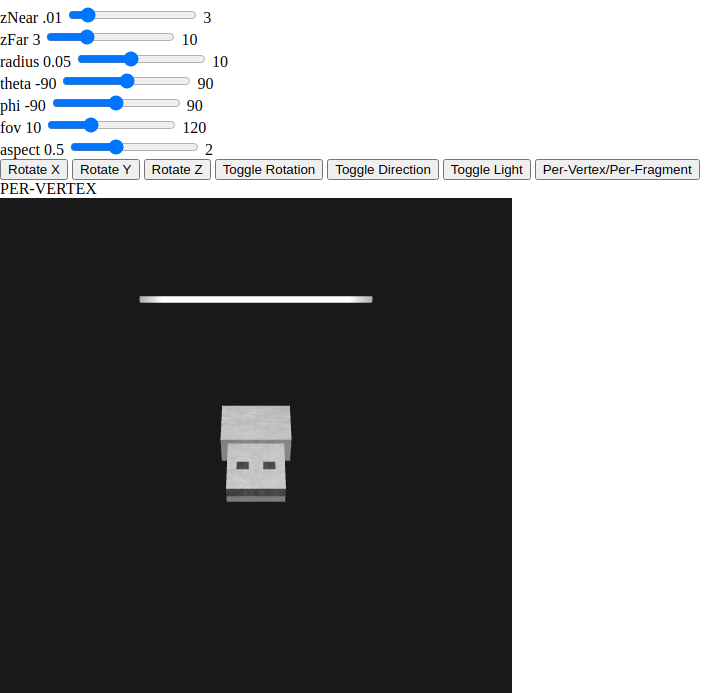 zNear .01 3
zFar 3 10
radius 0.05 10
theta -90 90
phi -90 90
fov 10 120
aspect 0.5 2
Rotate X Rotate Y Rotate Z Toggle Rotation Toggle Direction Toggle Light Per-Vertex/Per-Fragment
PER-VERTEX